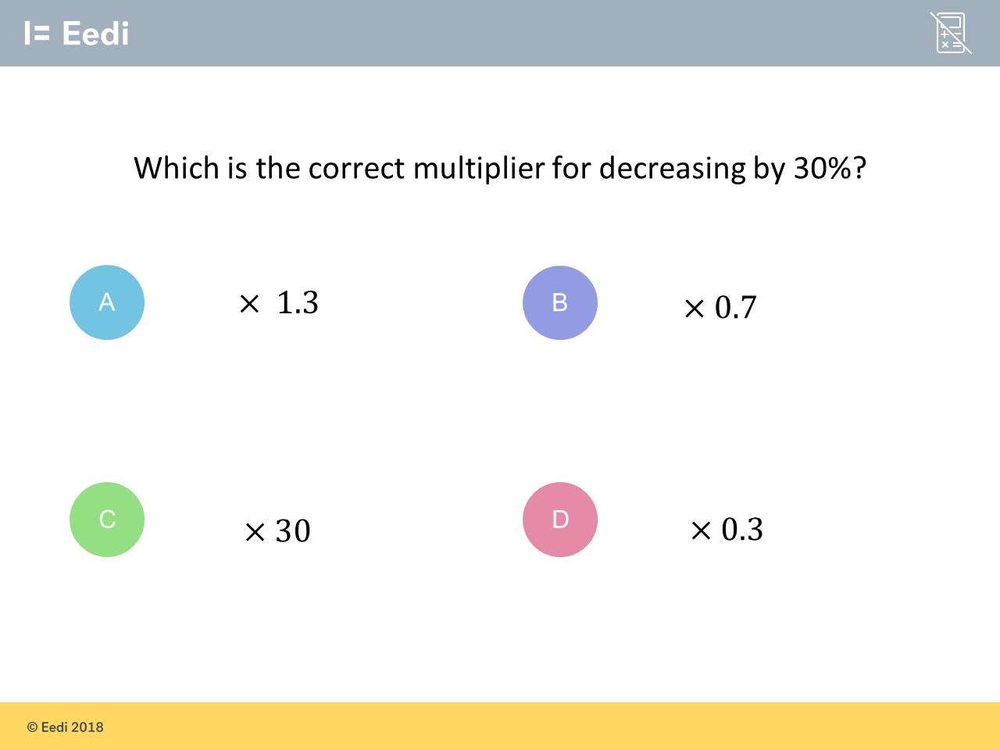 Eedi
Which is the correct multiplier for decreasing by 30%?
A
× 1.3
B
× 0.7
C
× 30
D
× 0.3
© Eedi 2018